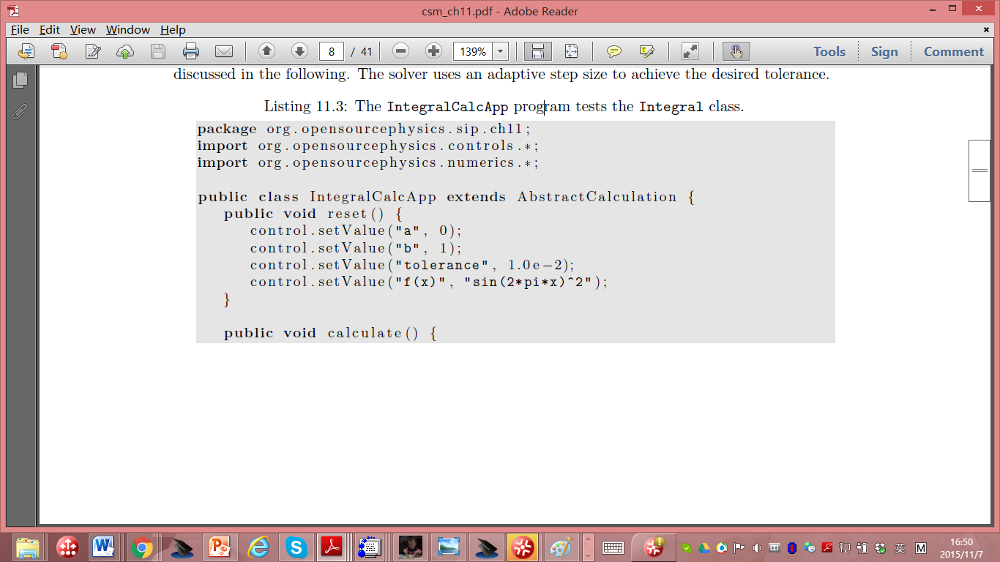 csm_ch11.pdf - Adobe Reader
File Edit View Window Help
8 / 41 139% Tools Sign Comment
discussed in the following. The solver uses an adaptive step size to achieve the desired tolerance.
Listing 11.3: The IntegralCalcApp program tests the Integral class.
package org.opensourcephysics.sip.ch11;
import org.opensourcephysics.controls.*;
import org.opensourcephysics.numerics.*;
public class IntegralCalcApp extends AbstractCalculation {
public void reset() {
control.setValue("a", 0);
control.setValue("b", 1);
control.setValue("tolerance", 1.0e-2);
control.setValue("f(x)", "sin(2*pi*x)^2");
}
public void calculate() {
英 M 16:50
2015/11/7